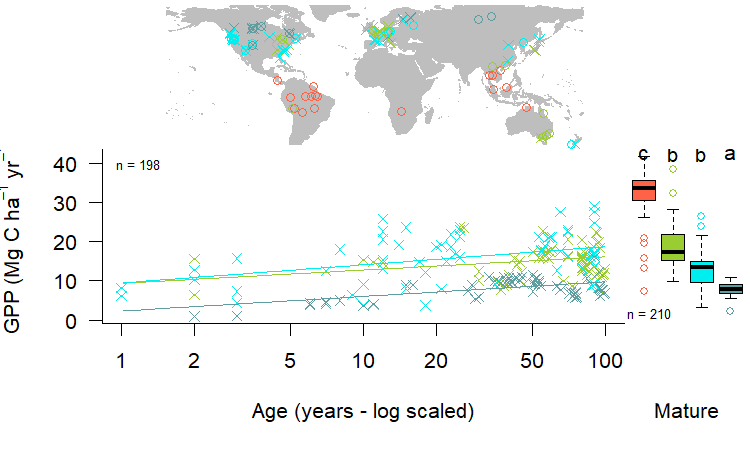 GPP (Mg C ha⁻¹ yr⁻¹)
40
30
20
10
0
n = 198
1
2
5
10
20
50
100
Age (years - log scaled)
c b b a
n = 210
Mature